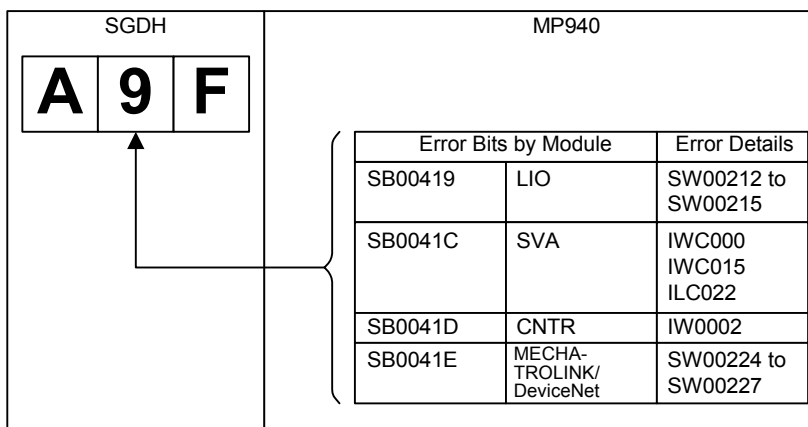 SGDH MP940
A 9 F
Error Bits by Module Error Details
SB00419 LIO SW00212 to
SW00215
SB0041C SVA IWC000
IWC015
ILC022
SB0041D CNTR IW0002
SB0041E MECHA-
TROLINK/
DeviceNet SW00224 to
SW00227